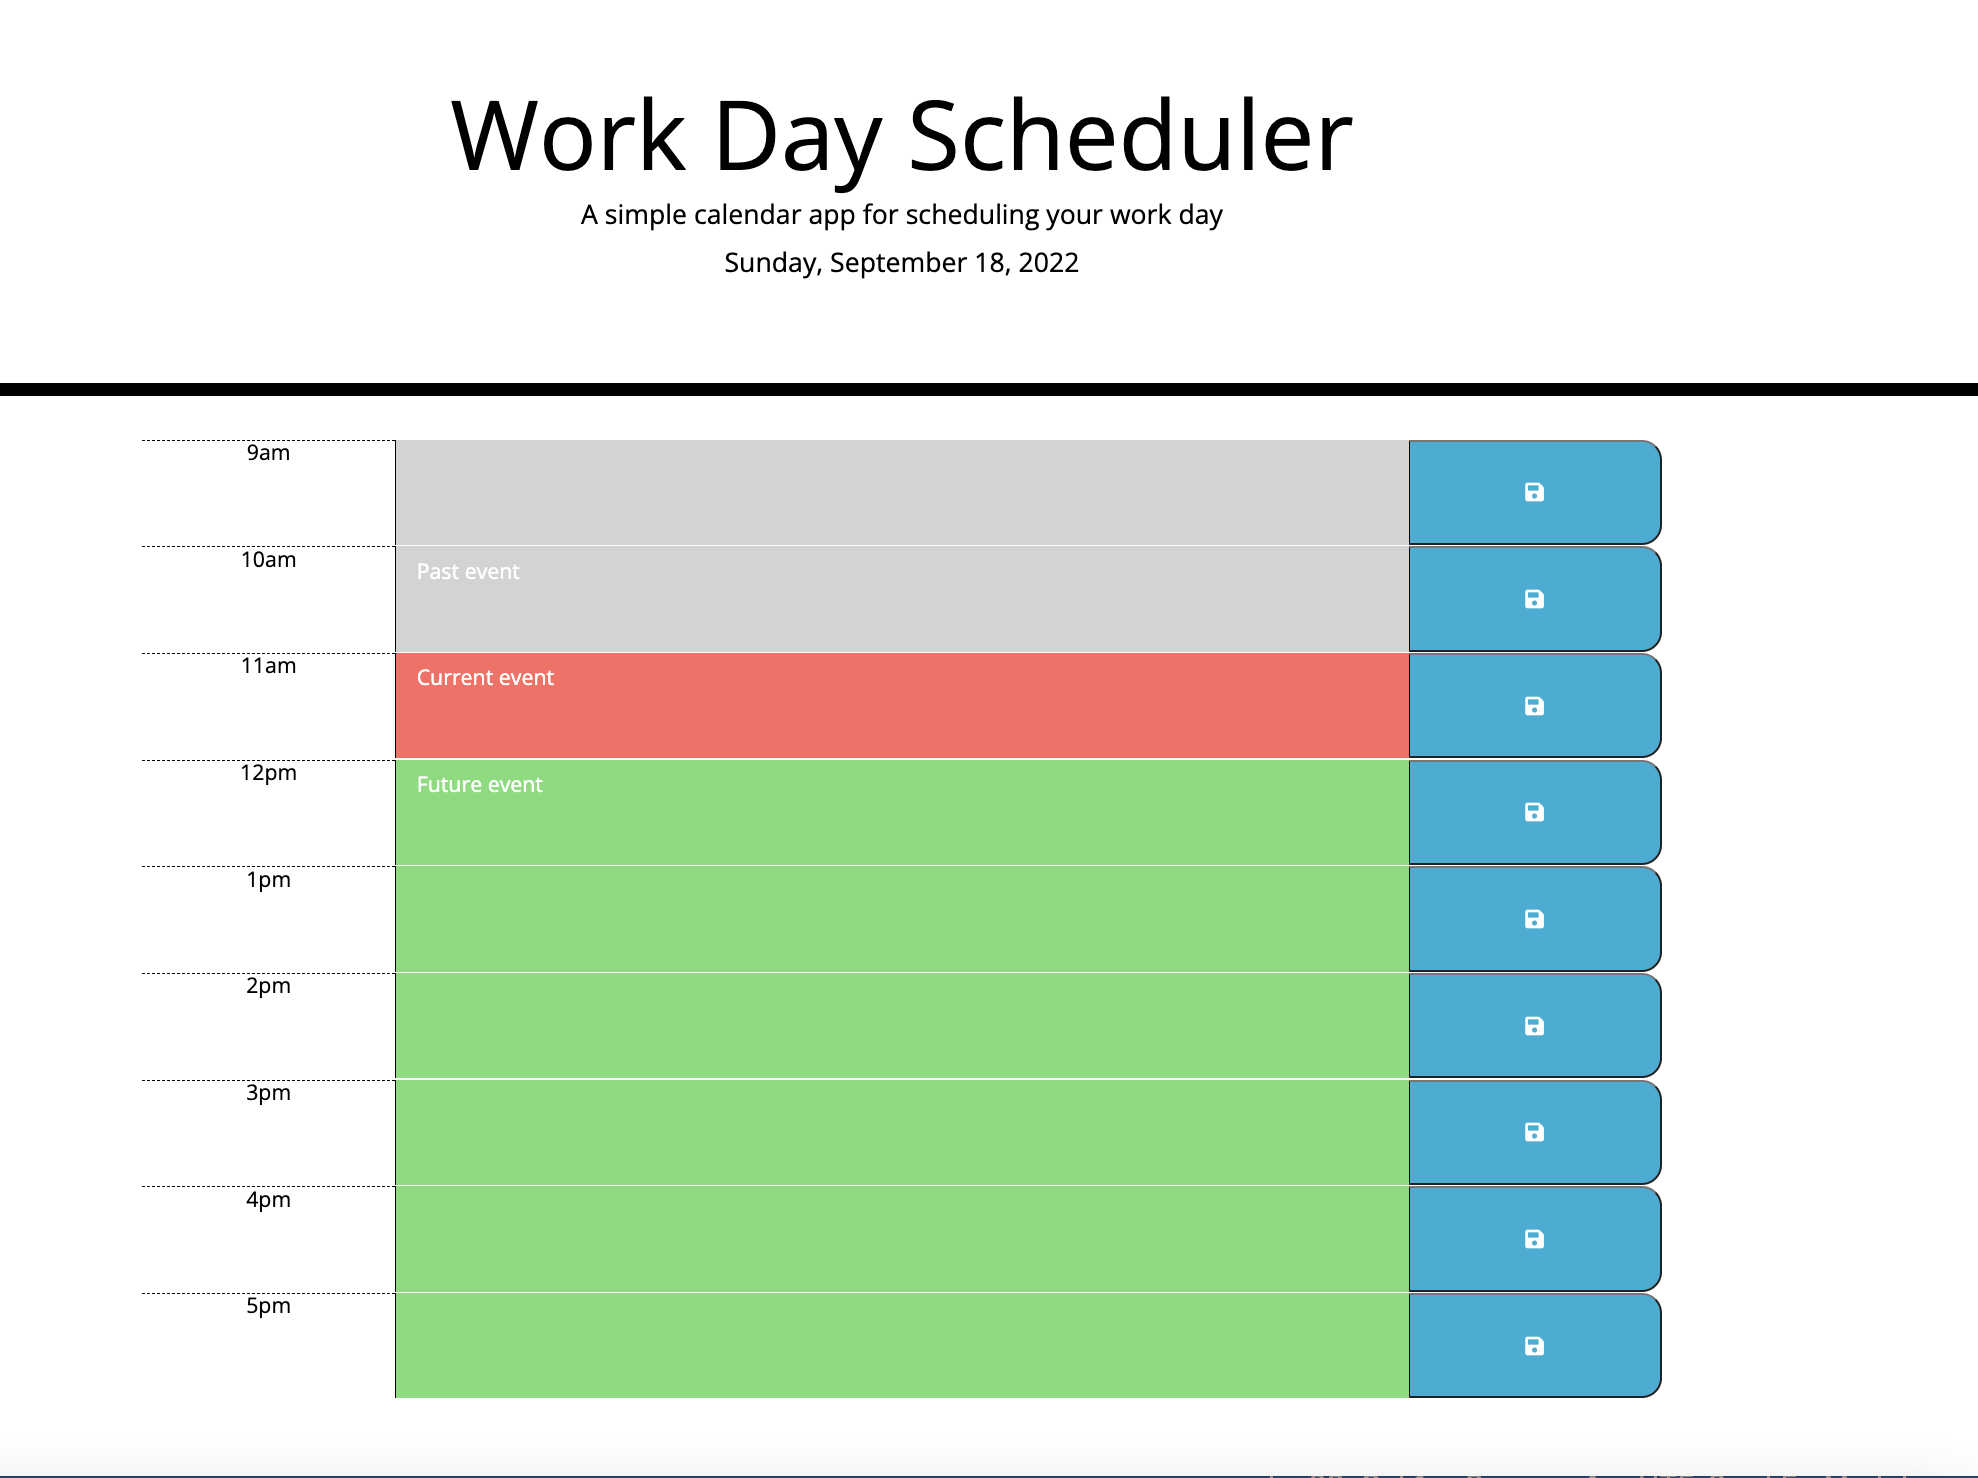 Work Day Scheduler
A simple calendar app for scheduling your work day
Sunday, September 18, 2022
9am
10am
Past event
11am
Current event
12pm
Future event
1pm
2pm
3pm
4pm
5pm